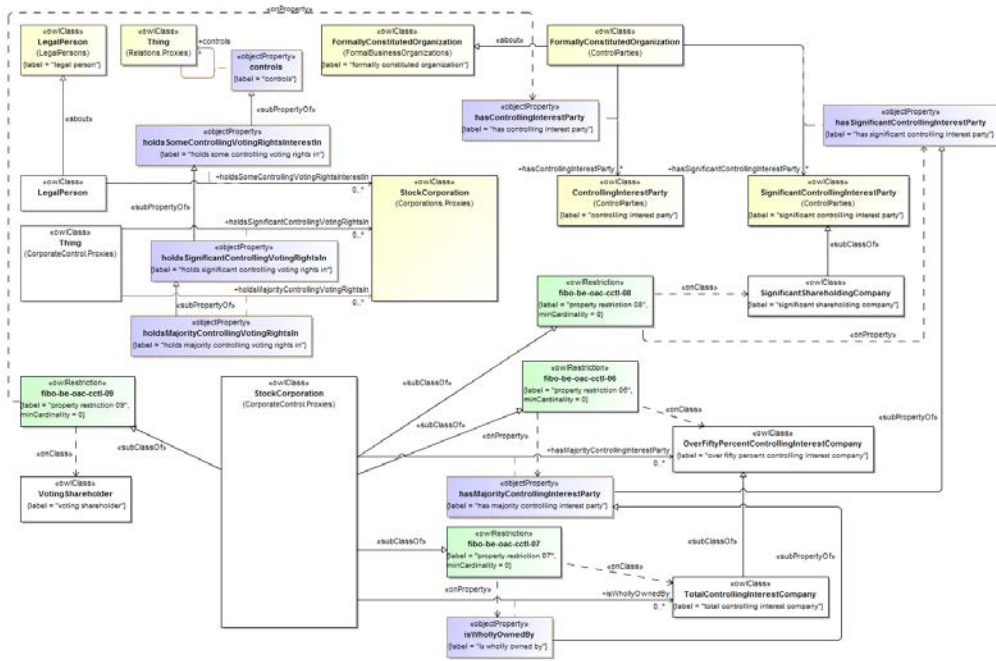 «onProperty»
«owlClass»
LegalPerson
(LegalPersons)
{label = "legal person"}
«owlClass»
Thing
(Relations.Proxies)
+controls
*
«objectProperty»
controls
{label = "controls"}
«owlClass»
FormallyConstitutedOrganization
(FormalBusinessOrganizations)
{label = "formally constituted organization"}
«about»
«owlClass»
FormallyConstitutedOrganization
(ControlParties)
«about»
«subPropertyOf»
«objectProperty»
hasControllingInterestParty
{label = "has controlling interest party"}
«objectProperty»
hasSignificantControllingInterestParty
{label = "has significant controlling interest party"}
«objectProperty»
holdsSomeControllingVotingRightsInterestIn
{label = "holds some controlling voting rights in"}
+hasControllingInterestParty
*
+hasSignificantControllingInterestParty
*
«owlClass»
LegalPerson
+holdsSomeControllingVotingRightsInterestIn
0..*
«owlClass»
StockCorporation
(Corporations.Proxies)
«owlClass»
ControllingInterestParty
(ControlParties)
{label = "controlling interest party"}
«owlClass»
SignificantControllingInterestParty
(ControlParties)
{label = "significant controlling interest party"}
«subPropertyOf»
+holdsSignificantControllingVotingRightsIn
0..*
«owlClass»
Thing
(CorporateControl.Proxies)
«objectProperty»
holdsSignificantControllingVotingRightsIn
{label = "holds significant controlling voting rights in"}
«subClassOf»
+holdsMajorityControllingVotingRightsIn
0..*
«subPropertyOf»
«owlRestriction»
fibo-be-oac-cctl-08
{label = "property restriction 08",
minCardinality = 0}
«onClass»
«owlClass»
SignificantShareholdingCompany
{label = "significant shareholding company"}
«objectProperty»
holdsMajorityControllingVotingRightsIn
{label = "holds majority controlling voting rights in"}
«onProperty»
«owlRestriction»
fibo-be-oac-cctl-09
{label = "property restriction 09",
minCardinality = 0}
«owlClass»
StockCorporation
(CorporateControl.Proxies)
«subClassOf»
«owlRestriction»
fibo-be-oac-cctl-06
{label = "property restriction 06",
minCardinality = 0}
«onClass»
«subPropertyOf»
«subClassOf»
«subClassOf»
«onProperty»
«owlClass»
OverFiftyPercentControllingInterestCompany
{label = "over fifty percent controlling interest company"}
«onClass»
+hasMajorityControllingInterestParty
0..*
«owlClass»
VotingShareholder
{label = "voting shareholder"}
«objectProperty»
hasMajorityControllingInterestParty
{label = "has majority controlling interest party"}
«subClassOf»
«owlRestriction»
fibo-be-oac-cctl-07
{label = "property restriction 07",
minCardinality = 0}
«subClassOf»
«subPropertyOf»
«onClass»
«onProperty»
+isWhollyOwnedBy
0..*
«owlClass»
TotalControllingInterestCompany
{label = "total controlling interest company"}
«objectProperty»
isWhollyOwnedBy
{label = "is wholly owned by"}